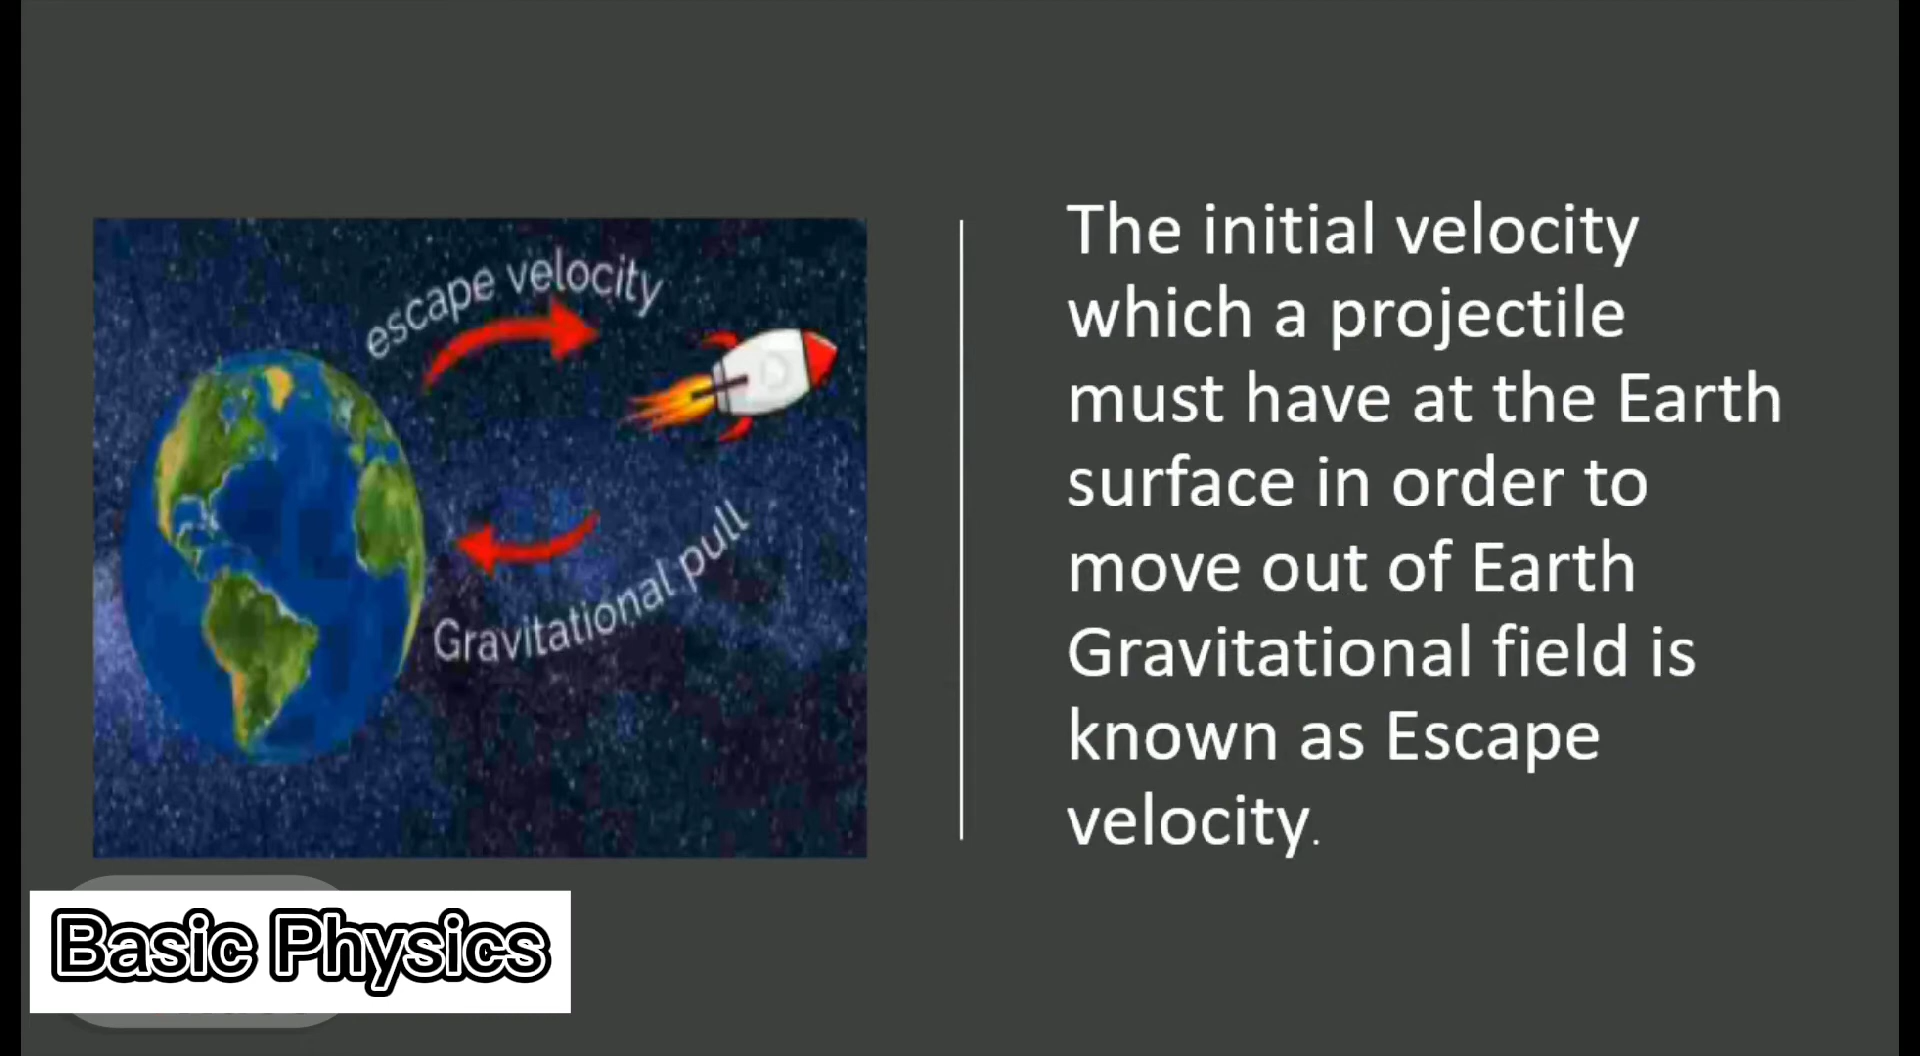 escape velocity
Gravitational pull
The initial velocity
which a projectile
must have at the Earth
surface in order to
move out of Earth
Gravitational field is
known as Escape
velocity.
Basic Physics